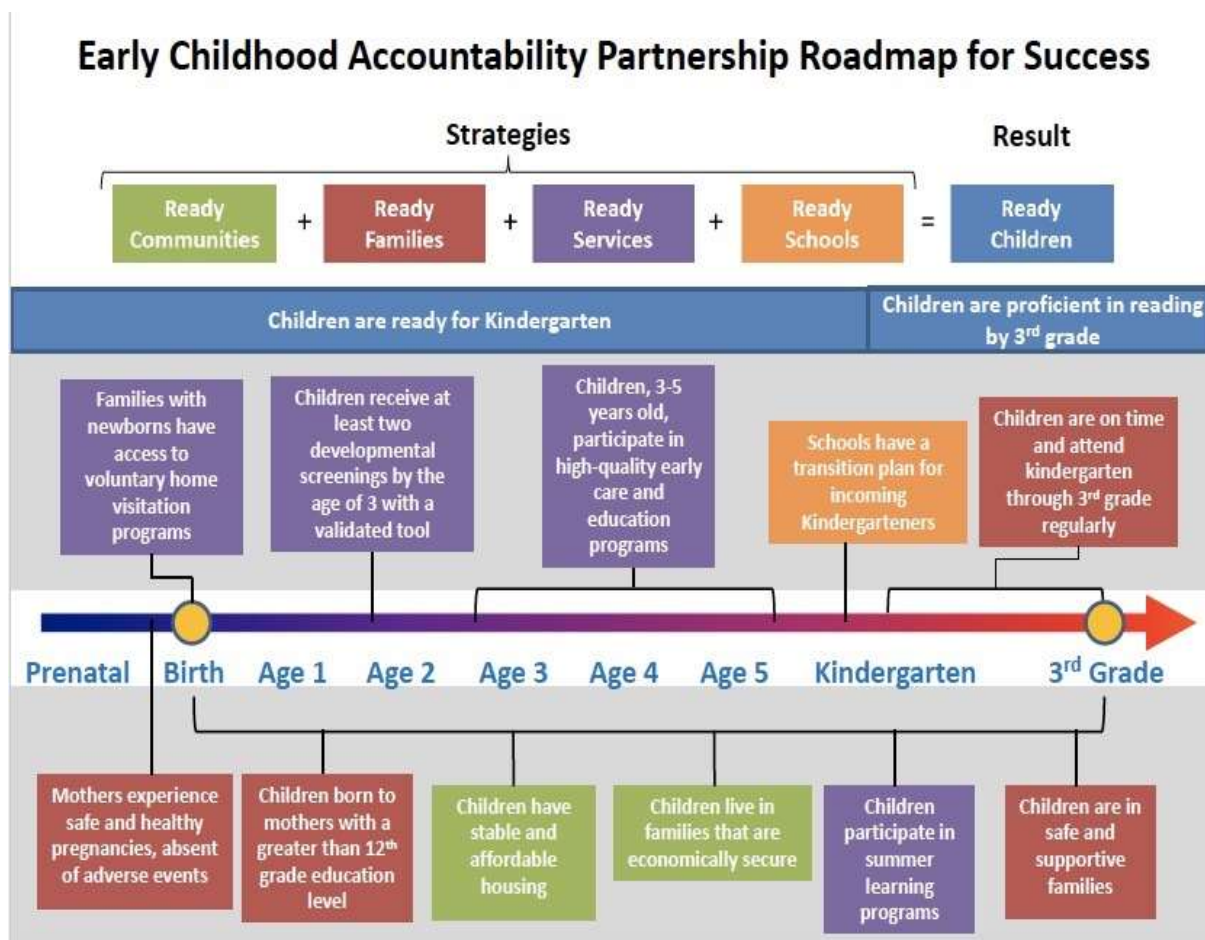 Early Childhood Accountability Partnership Roadmap for Success
Strategies
Result
Ready
Communities
+
Ready
Families
+
Ready
Services
+
Ready
Schools
=
Ready
Children
Children are ready for Kindergarten
Children are proficient in reading
by 3rd grade
Families with
newborns have
access to
voluntary home
visitation
programs
Children receive at
least two
developmental
screenings by the
age of 3 with a
validated tool
Children, 3-5
years old,
participate in
high-quality early
care and
education
programs
Schools have a
transition plan for
incoming
Kindergarteners
Children are on time
and attend
kindergarten
through 3rd grade
regularly
Prenatal
Birth
Age 1
Age 2
Age 3
Age 4
Age 5
Kindergarten
3rd Grade
Mothers experience
safe and healthy
pregnancies, absent
of adverse events
Children born to
mothers with a
greater than 12th
grade education
level
Children have
stable and
affordable
housing
Children live in
families that are
economically secure
Children
participate in
summer
learning
programs
Children are in
safe and
supportive
families